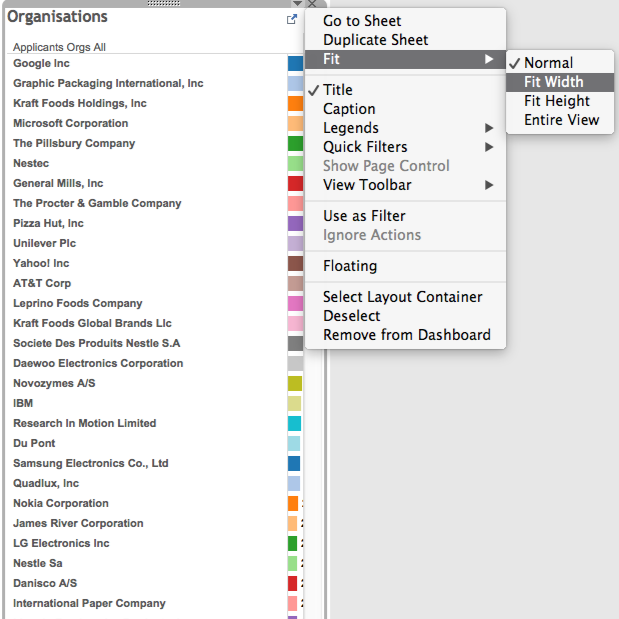 Organisations
Applicants Orgs All
Google Inc
Graphic Packaging International, Inc
Kraft Foods Holdings, Inc
Microsoft Corporation
The Pillsbury Company
Nestec
General Mills, Inc
The Procter & Gamble Company
Pizza Hut, Inc
Unilever Plc
Yahoo! Inc
AT&T Corp
Leprino Foods Company
Kraft Foods Global Brands Llc
Societe Des Produits Nestle S.A
Daewoo Electronics Corporation
Novozymes A/S
IBM
Research In Motion Limited
Du Pont
Samsung Electronics Co., Ltd
Quadlux, Inc
Nokia Corporation
James River Corporation
LG Electronics Inc
Nestle Sa
Danisco A/S
International Paper Company
Go to Sheet
Duplicate Sheet
Fit
Title
Caption
Legends
Quick Filters
Show Page Control
View Toolbar
Use as Filter
Ignore Actions
Floating
Select Layout Container
Deselect
Remove from Dashboard
Normal
Fit Width
Fit Height
Entire View